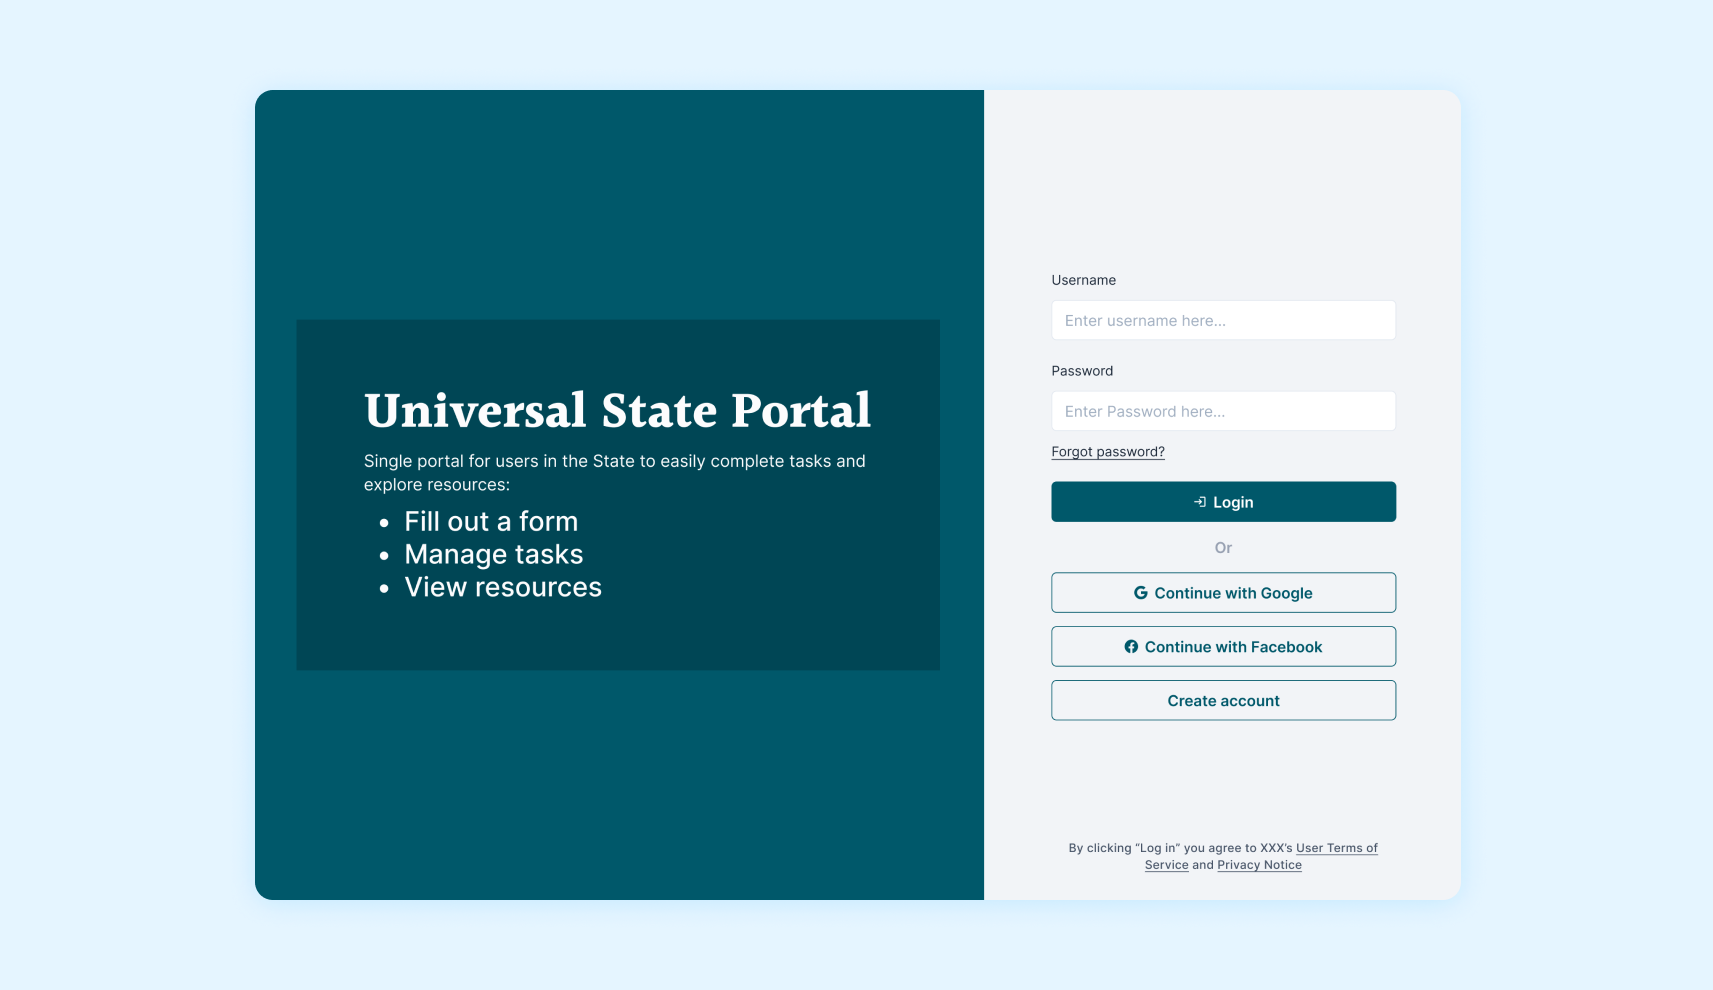 Universal State Portal
Single portal for users in the State to easily complete tasks and
explore resources:
• Fill out a form
• Manage tasks
• View resources
Username
Enter username here...
Password
Enter Password here...
Forgot password?
Login
Or
Continue with Google
Continue with Facebook
Create account
By clicking “Log in” you agree to XXX’s User Terms of
Service and Privacy Notice